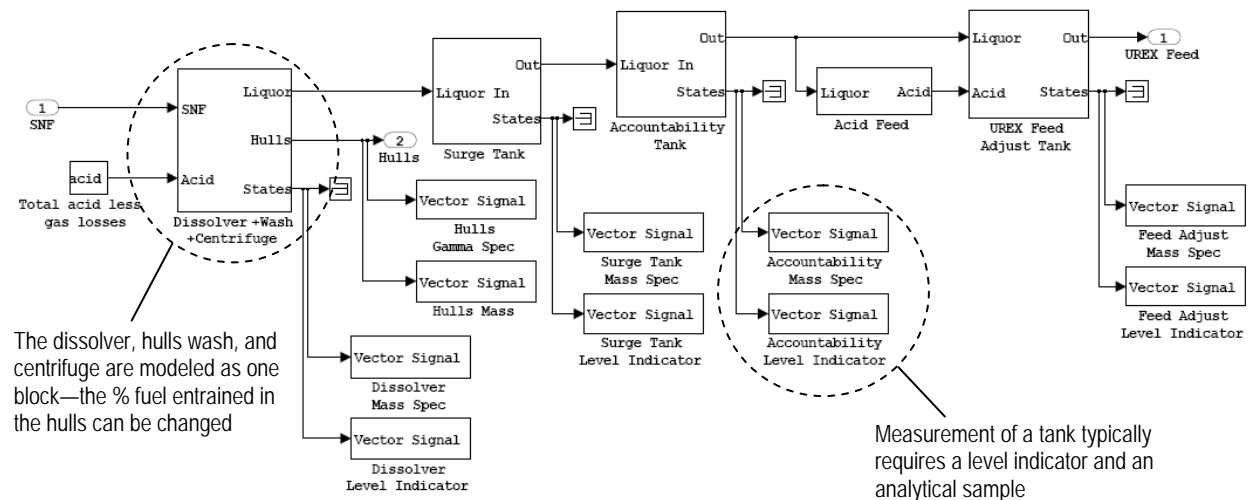 1
SNF
acid
Total acid less
gas losses
SNF
Acid
Liquor
Hulls
States
Dissolver +Wash
+Centrifuge
2
Hulls
Vector Signal
Hulls
Gamma Spec
Vector Signal
Hulls Mass
Vector Signal
Dissolver
Mass Spec
Vector Signal
Dissolver
Level Indicator
Liquor In
Out
States
Surge Tank
Vector Signal
Surge Tank
Mass Spec
Vector Signal
Surge Tank
Level Indicator
Liquor In
Out
States
Accountability
Tank
Vector Signal
Accountability
Mass Spec
Vector Signal
Accountability
Level Indicator
Liquor
Acid
Acid Feed
Liquor
Acid
Out
States
UREX Feed
Adjust Tank
1
UREX Feed
Vector Signal
Feed Adjust
Mass Spec
Vector Signal
Feed Adjust
Level Indicator
The dissolver, hulls wash, and
centrifuge are modeled as one
block—the % fuel entrained in
the hulls can be changed
Measurement of a tank typically
requires a level indicator and an
analytical sample